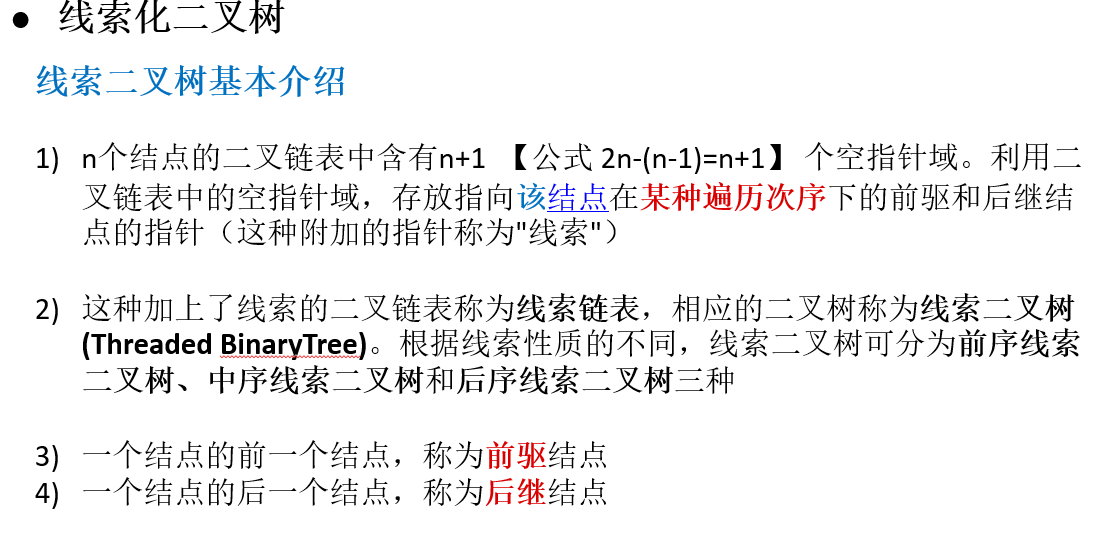 ● 线索化二叉树
线索二叉树基本介绍
1) n个结点的二叉链表中含有n+1 【公式 2n-(n-1)=n+1】 个空指针域。利用二
叉链表中的空指针域，存放指向该结点在某种遍历次序下的前驱和后继结
点的指针（这种附加的指针称为"线索"）
2) 这种加上了线索的二叉链表称为线索链表，相应的二叉树称为线索二叉树
(Threaded BinaryTree)。根据线索性质的不同，线索二叉树可分为前序线索
二叉树、中序线索二叉树和后序线索二叉树三种
3) 一个结点的前一个结点，称为前驱结点
4) 一个结点的后一个结点，称为后继结点